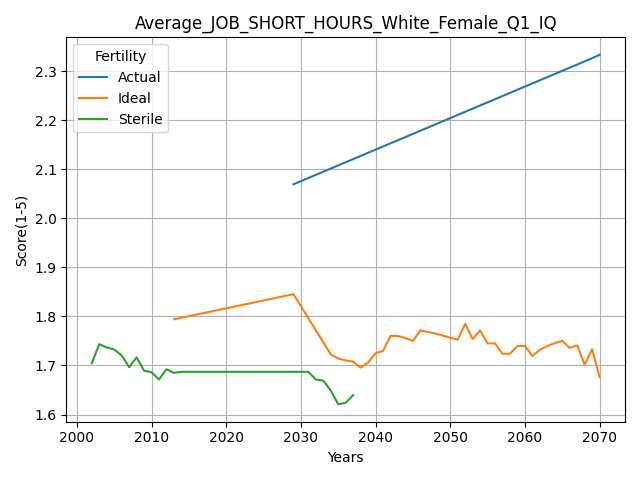 Average_JOB_SHORT_HOURS_White_Female_Q1_IQ
Fertility
Actual
Ideal
Sterile
Score(1-5)
2.3
2.2
2.1
2.0
1.9
1.8
1.7
1.6
2000 2010 2020 2030 2040 2050 2060 2070
Years